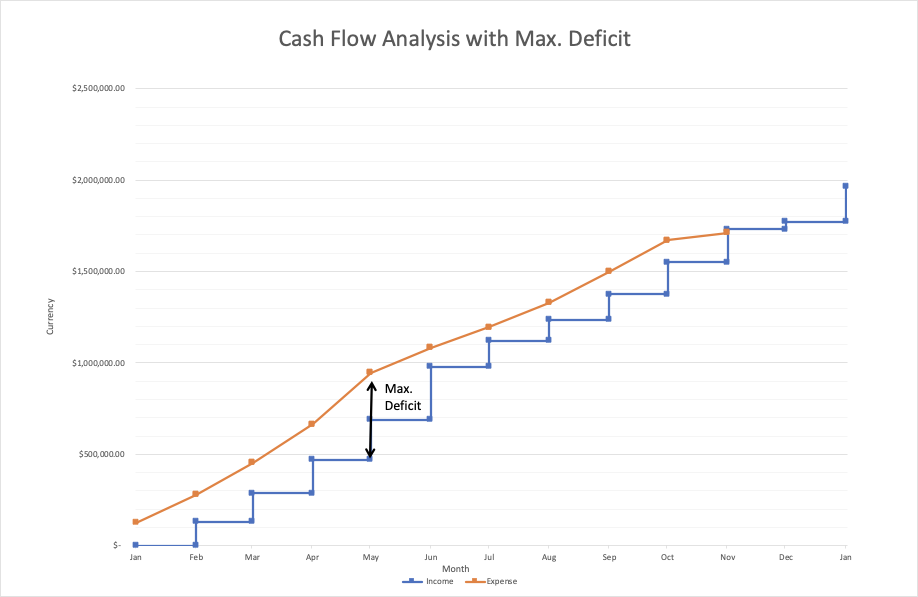 Cash Flow Analysis with Max. Deficit
$2,500,000.00
$2,000,000.00
$1,500,000.00
Currency
$1,000,000.00
Max.
Deficit
$500,000.00
$-
Jan Feb Mar Apr May Jun Jul Aug Sep Oct Nov Dec Jan
Month
Income Expense